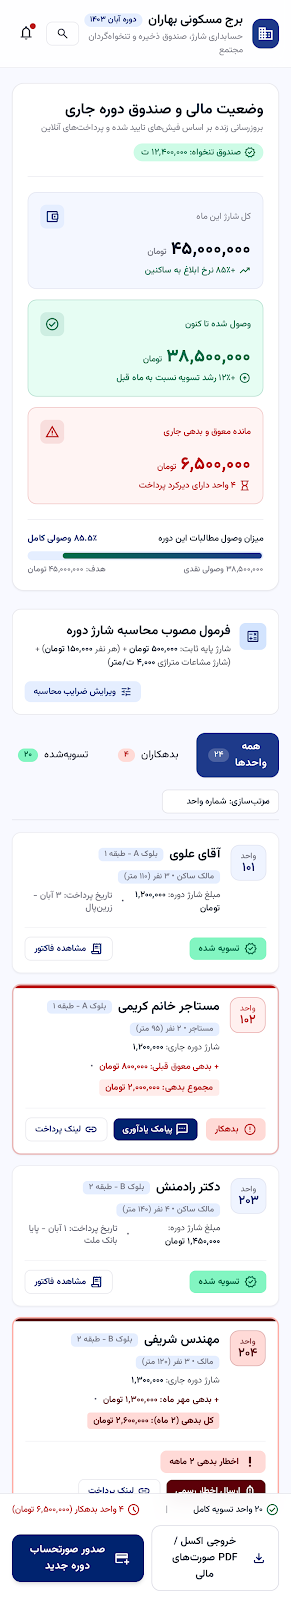 برج مسکونی بهاران
دوره آبان ۱۴۰۳
حسابداری شارژ، صندوق ذخیره و تنخواه‌گردان
مجتمع
وضعیت مالی و صندوق دوره جاری
بروزرسانی زنده بر اساس فیش‌های تایید شده و پرداخت‌های آنلاین
صندوق تنخواه: ۱۲,۴۰۰,۰۰۰ ت
کل شارژ این ماه
۴۵,۰۰۰,۰۰۰ تومان
+۸۵٪ نرخ ابلاغ به ساکنین
وصول شده تا کنون
۳۸,۵۰۰,۰۰۰ تومان
+۱۲٪ رشد تسویه نسبت به ماه قبل
مانده معوق و بدهی جاری
۶,۵۰۰,۰۰۰ تومان
۴ واحد دارای دیرکرد پرداخت
میزان وصول مطالبات این دوره
۸۵.۵٪ وصولی کامل
۳۸,۵۰۰,۰۰۰ وصولی نقدی
هدف: ۴۵,۰۰۰,۰۰۰ تومان
فرمول مصوب محاسبه شارژ دوره
شارژ پایه ثابت: ۵۰۰,۰۰۰ تومان + (هر نفر ۱۵۰,۰۰۰ تومان) +
(شارژ مشاعات متراژی ۴,۰۰۰ ت/متر)
ویرایش ضرایب محاسبه
همه
واحدها
۲۴
بدهکاران
۴
تسویه‌شده
۲۰
مرتب‌سازی: شماره واحد
واحد
۱۰۱
آقای علوی
بلوک A - طبقه ۱
مالک ساکن • ۳ نفر (۱۱۰ متر)
مبلغ شارژ دوره: ۱,۲۰۰,۰۰۰
تومان
•
تاریخ پرداخت: ۳ آبان -
زرین‌پال
تسویه شده
مشاهده فاکتور
واحد
۱۰۲
مستاجر خانم کریمی
بلوک A - طبقه ۱
مستاجر • ۲ نفر (۹۵ متر)
شارژ دوره جاری: ۱,۲۰۰,۰۰۰
+ بدهی معوق قبلی: ۸۰۰,۰۰۰ تومان •
مجموع بدهی: ۲,۰۰۰,۰۰۰ تومان
بدهکار
پیامک یادآوری
لینک پرداخت
واحد
۲۰۳
دکتر رادمنش
بلوک B - طبقه ۲
مالک ساکن • ۴ نفر (۱۴۰ متر)
مبلغ شارژ دوره:
۱,۴۵۰,۰۰۰ تومان
•
تاریخ پرداخت: ۱ آبان - پایا
بانک ملت
تسویه شده
مشاهده فاکتور
واحد
۲۰۴
مهندس شریفی
بلوک B - طبقه ۲
مالک • ۳ نفر (۱۲۰ متر)
شارژ دوره جاری: ۱,۳۰۰,۰۰۰
+ بدهی مهر ماه: ۱,۳۰۰,۰۰۰ تومان •
کل بدهی (۲ ماه): ۲,۶۰۰,۰۰۰ تومان
اخطار بدهی ۲ ماهه
ارسال اخطار رسمی
لینک پرداخت
۲۰ واحد تسویه کامل
|
۴ واحد بدهکار (۶,۵۰۰,۰۰۰ تومان)
خروجی اکسل /
PDF صورت‌های
مالی
صدور صورتحساب
دوره جدید